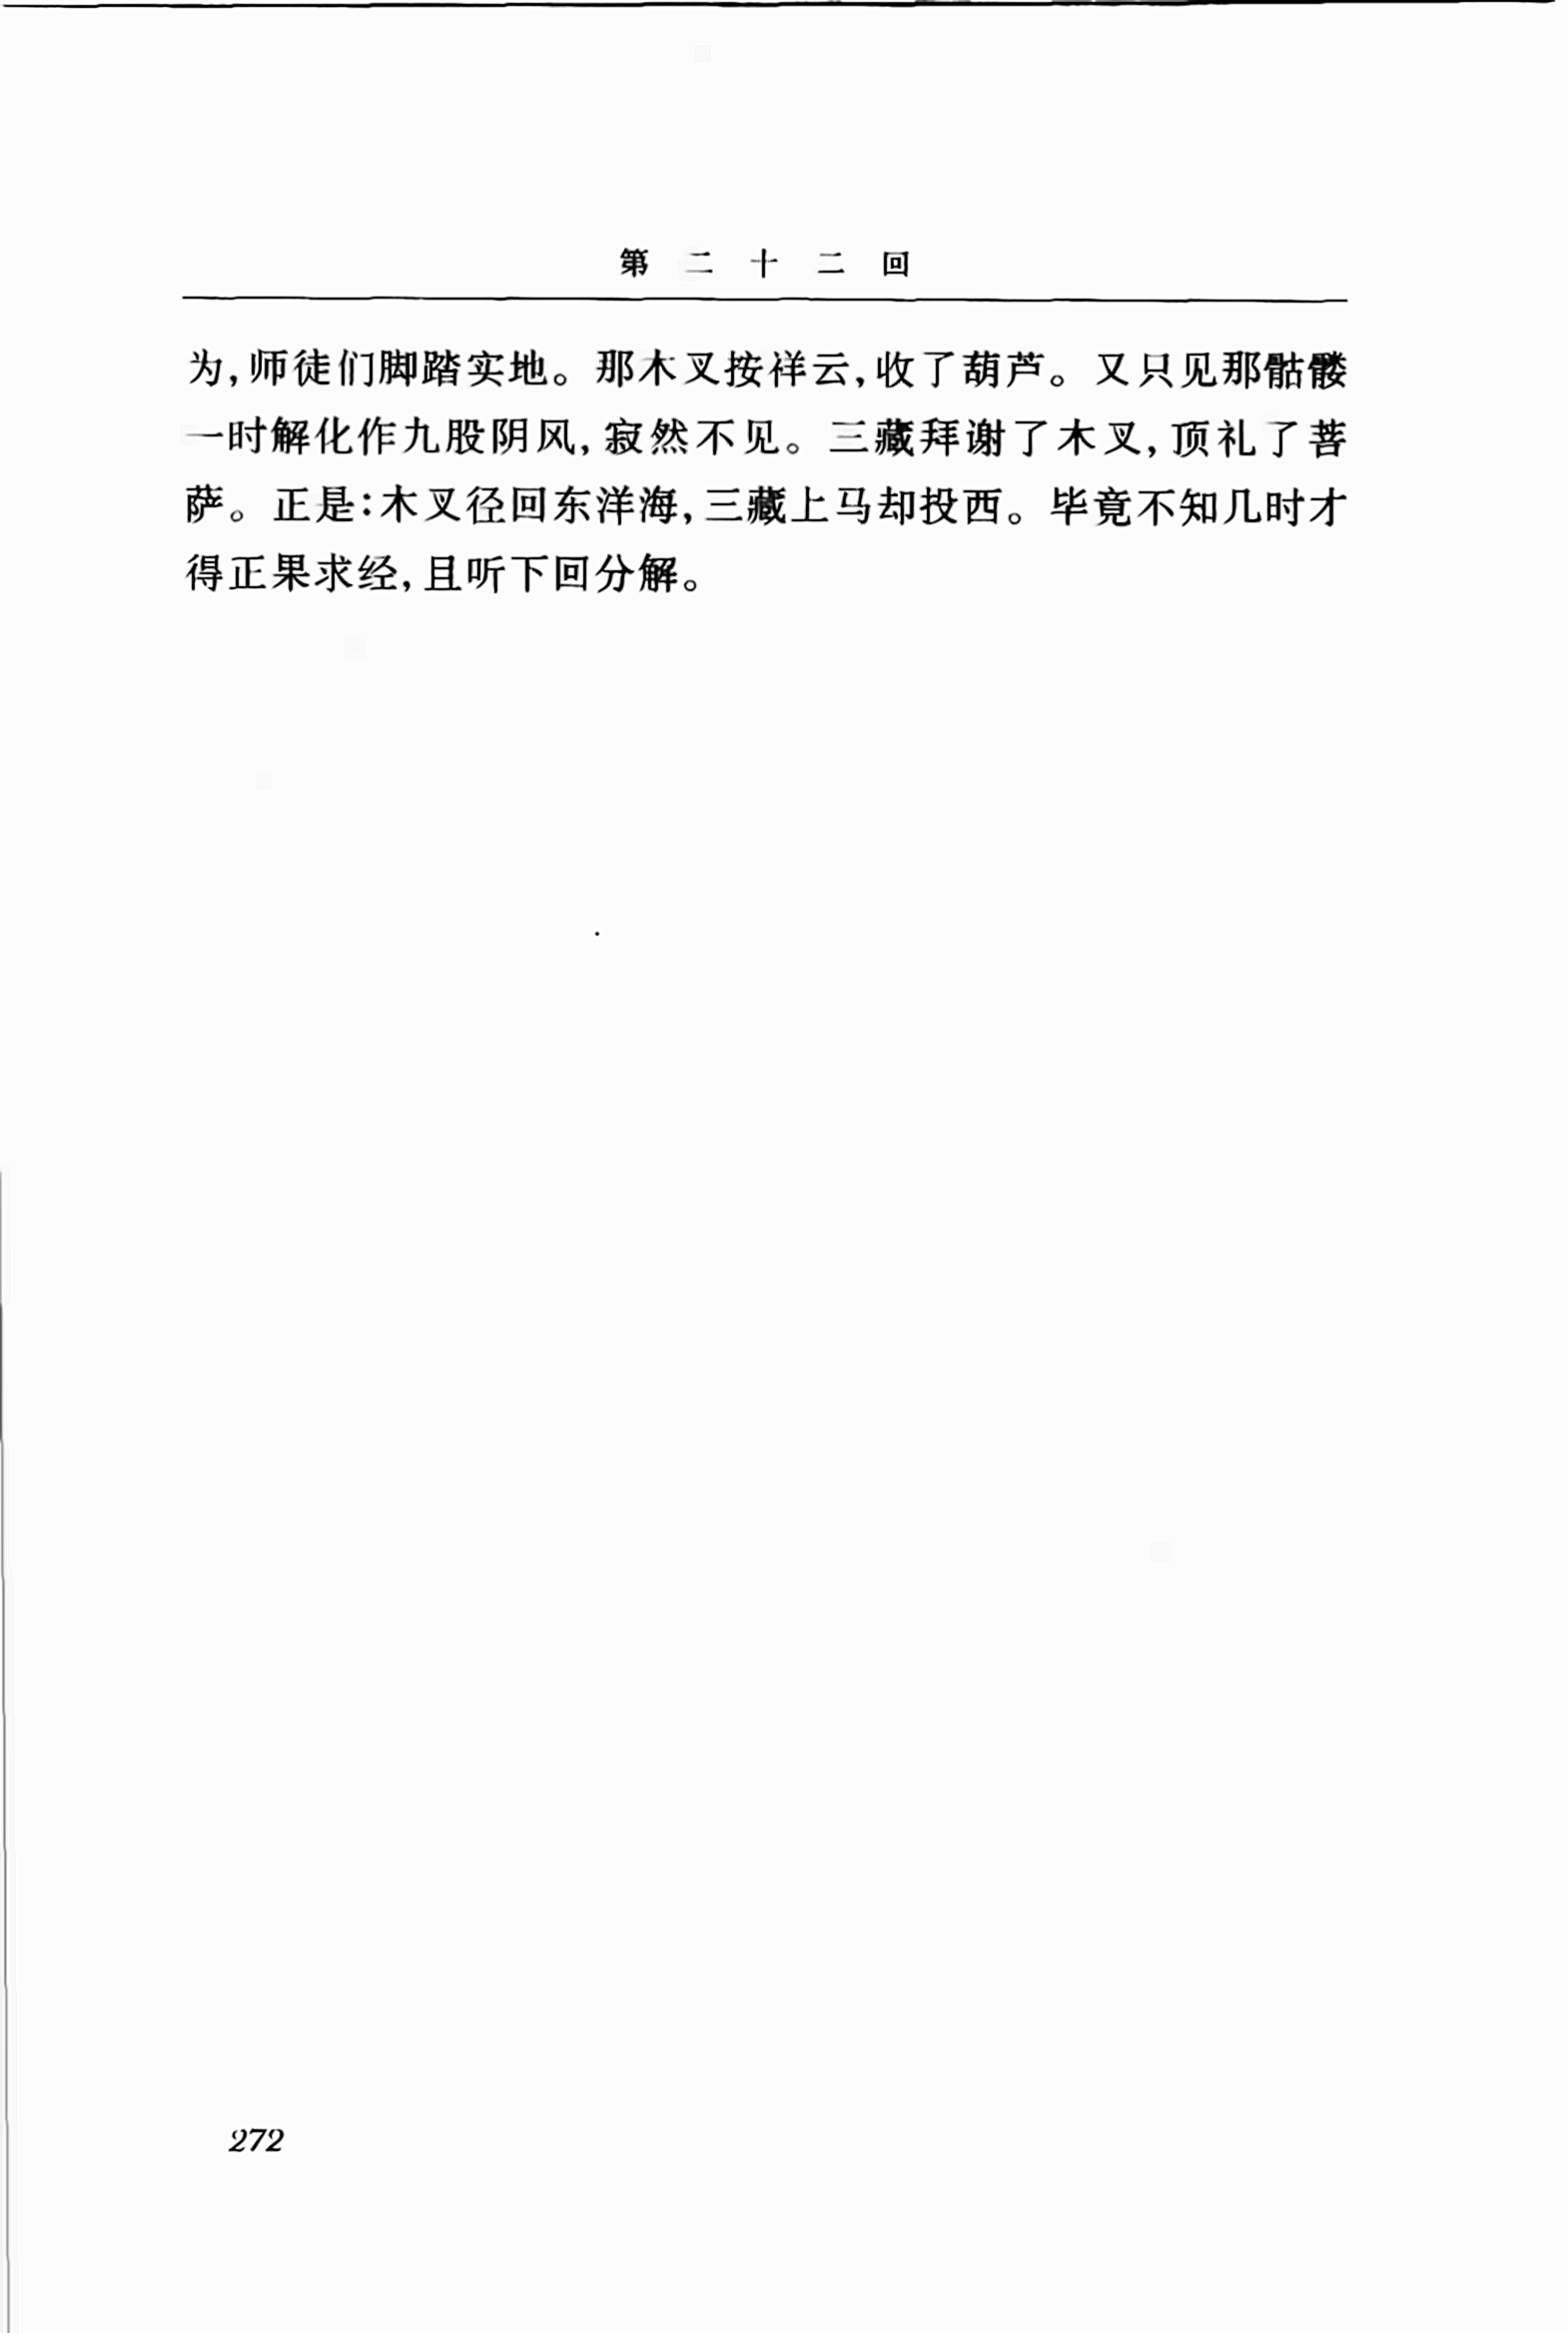 第二十二回
为,师徒们脚踏实地。那木叉按祥云,收了葫芦。又只见那骷髅
一时解化作九股阴风,寂然不见。三藏拜谢了木叉,顶礼了菩
萨。正是:木叉径回东洋海,三藏上马却投西。毕竟不知几时才
得正果求经,且听下回分解。
272